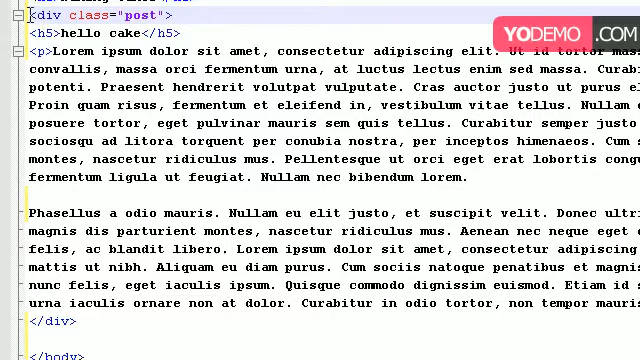 <div class="post">
YODEMO.COM
<h5>hello cake</h5>
<p>Lorem ipsum dolor sit amet, consectetur adipiscing elit. Ut id tortor mass
convallis, massa orci fermentum urna, at luctus lectus enim sed massa. Curabi
potenti. Praesent hendrerit volutpat vulputate. Cras auctor justo ut purus el
Proin quam risus, fermentum et eleifend in, vestibulum vitae tellus. Nullam e
posuere tortor, eget pulvinar mauris sem quis tellus. Curabitur semper justo
sociosqu ad litora torquent per conubia nostra, per inceptos himenaeos. Cum s
montes, nascetur ridiculus mus. Pellentesque ut orci eget erat lobortis congu
fermentum ligula ut feugiat. Nullam nec bibendum lorem.
Phasellus a odio mauris. Nullam eu elit justo, et suscipit velit. Donec ultri
magnis dis parturient montes, nascetur ridiculus mus. Aenean nec neque eget
felis, ac blandit libero. Lorem ipsum dolor sit amet, consectetur adipiscing
mattis ut nibh. Aliquam eu diam purus. Cum sociis natoque penatibus et magni
nunc felis, eget iaculis ipsum. Quisque commodo dignissim euismod. Etiam id
urna iaculis ornare non at dolor. Curabitur in odio tortor, non tempor mauri
</div>
</body>